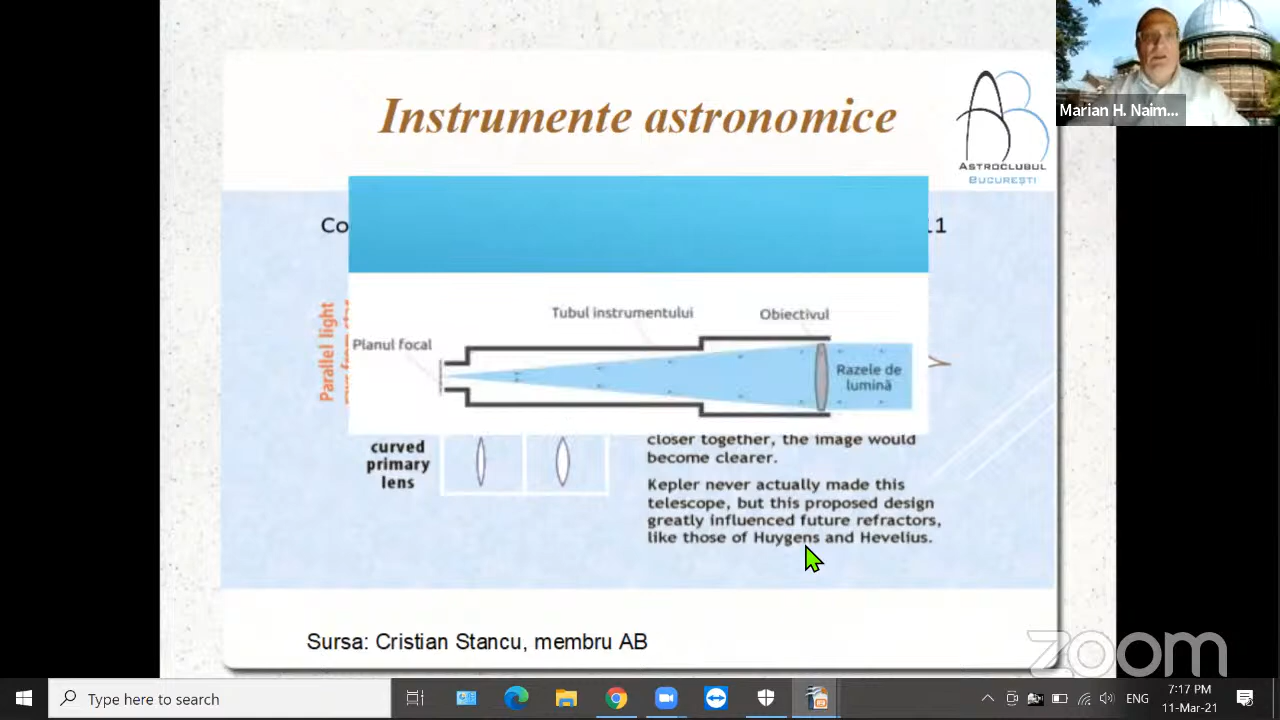 Instrumente astronomice
ASTROCLUBUL
BUCUREȘTI
Marian H. Naim...
Co
11
Parallel light
Tubul instrumentului
Obiectivul
Planul focal
Razele de
lumină
curved
primary
lens
closer together, the image would
become clearer.
Kepler never actually made this
telescope, but this proposed design
greatly influenced future refractors,
like those of Huygens and Hevelius.
Sursa: Cristian Stancu, membru AB
zoom
Type here to search
ENG
7:17 PM
11-Mar-21